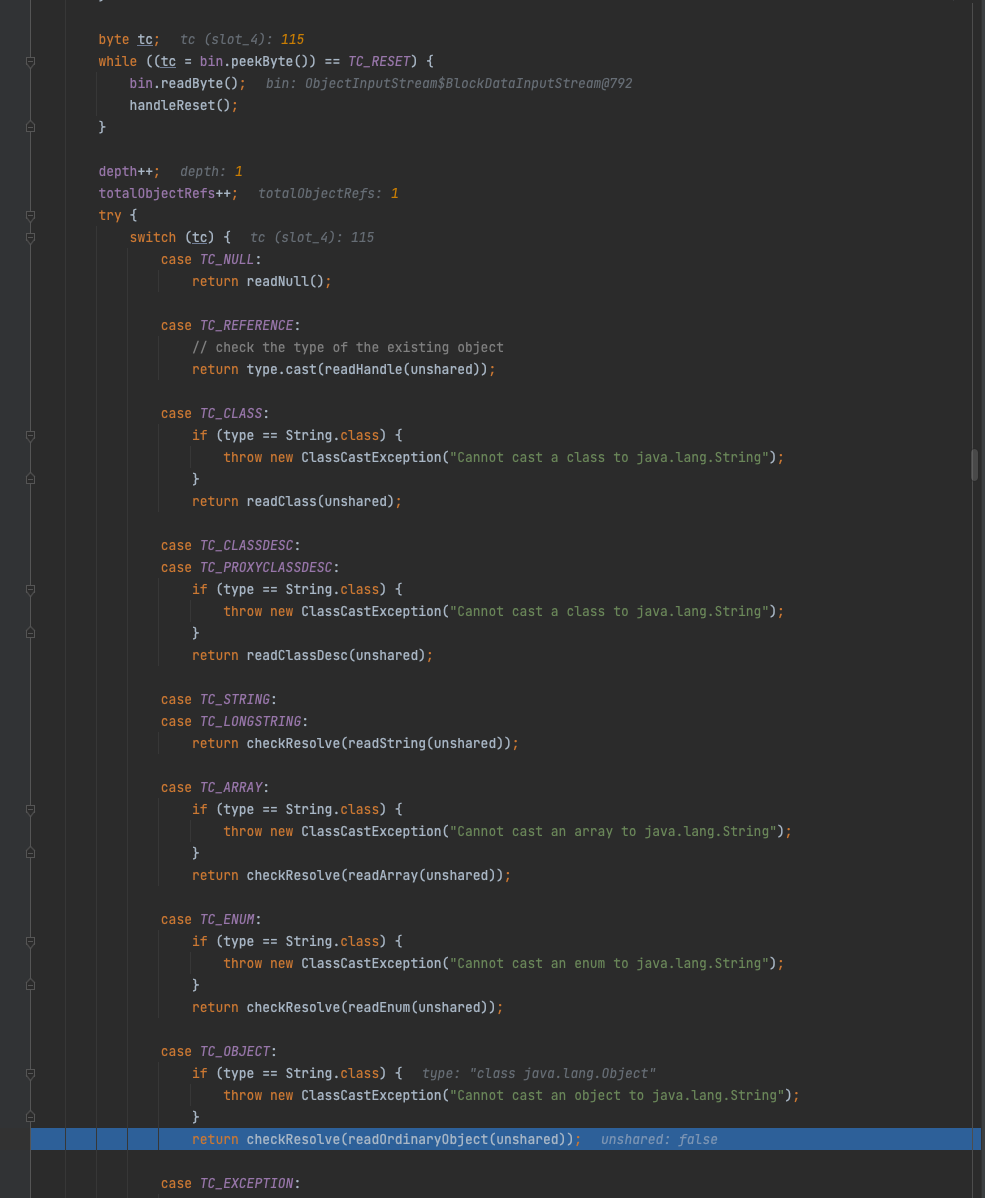 byte tc; tc (slot_4): 115
while ((tc = bin.peekByte()) == TC_RESET) {
bin.readByte(); bin: ObjectInputStream$BlockDataInputStream@792
handleReset();
}
depth++; depth: 1
totalObjectRefs++; totalObjectRefs: 1
try {
switch (tc) { tc (slot_4): 115
case TC_NULL:
return readNull();
case TC_REFERENCE:
// check the type of the existing object
return type.cast(readHandle(unshared));
case TC_CLASS:
if (type == String.class) {
throw new ClassCastException("Cannot cast a class to java.lang.String");
}
return readClass(unshared);
case TC_CLASSDESC:
case TC_PROXYCLASSDESC:
if (type == String.class) {
throw new ClassCastException("Cannot cast a class to java.lang.String");
}
return readClassDesc(unshared);
case TC_STRING:
case TC_LONGSTRING:
return checkResolve(readString(unshared));
case TC_ARRAY:
if (type == String.class) {
throw new ClassCastException("Cannot cast an array to java.lang.String");
}
return checkResolve(readArray(unshared));
case TC_ENUM:
if (type == String.class) {
throw new ClassCastException("Cannot cast an enum to java.lang.String");
}
return checkResolve(readEnum(unshared));
case TC_OBJECT:
if (type == String.class) { type: "class java.lang.Object"
throw new ClassCastException("Cannot cast an object to java.lang.String");
}
return checkResolve(readOrdinaryObject(unshared)); unshared: false
case TC_EXCEPTION: